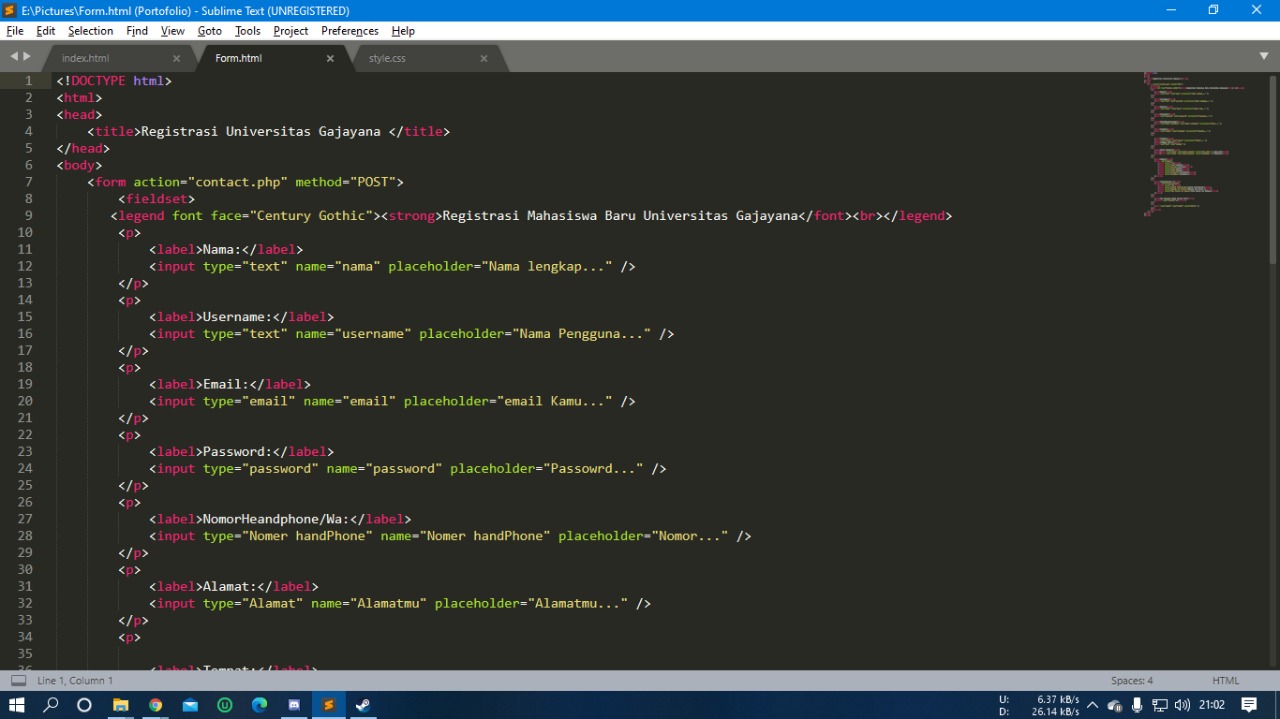 E:\Pictures\Form.html (Portofolio) - Sublime Text (UNREGISTERED)
File Edit Selection Find View Goto Tools Project Preferences Help
index.html Form.html style.css
1 <!DOCTYPE html>
2 <html>
3 <head>
4 <title>Registrasi Universitas Gajayana </title>
5 </head>
6 <body>
7 <form action="contact.php" method="POST">
8 <fieldset>
9 <legend font face="Century Gothic"><strong>Registrasi Mahasiswa Baru Universitas Gajayana</font><br></legend>
10 <p>
11 <label>Nama:</label>
12 <input type="text" name="nama" placeholder="Nama lengkap..." />
13 </p>
14 <p>
15 <label>Username:</label>
16 <input type="text" name="username" placeholder="Nama Pengguna..." />
17 </p>
18 <p>
19 <label>Email:</label>
20 <input type="email" name="email" placeholder="email Kamu..." />
21 </p>
22 <p>
23 <label>Password:</label>
24 <input type="password" name="password" placeholder="Passowrd..." />
25 </p>
26 <p>
27 <label>NomorHeandphone/Wa:</label>
28 <input type="Nomer handPhone" name="Nomer handPhone" placeholder="Nomor..." />
29 </p>
30 <p>
31 <label>Alamat:</label>
32 <input type="Alamat" name="Alamatmu" placeholder="Alamatmu..." />
33 </p>
34 <p>
35
36 <label>Tempat:</label>
Line 1, Column 1 Spaces: 4 HTML
U: 6.37 kB/s
D: 26.14 kB/s
21:02